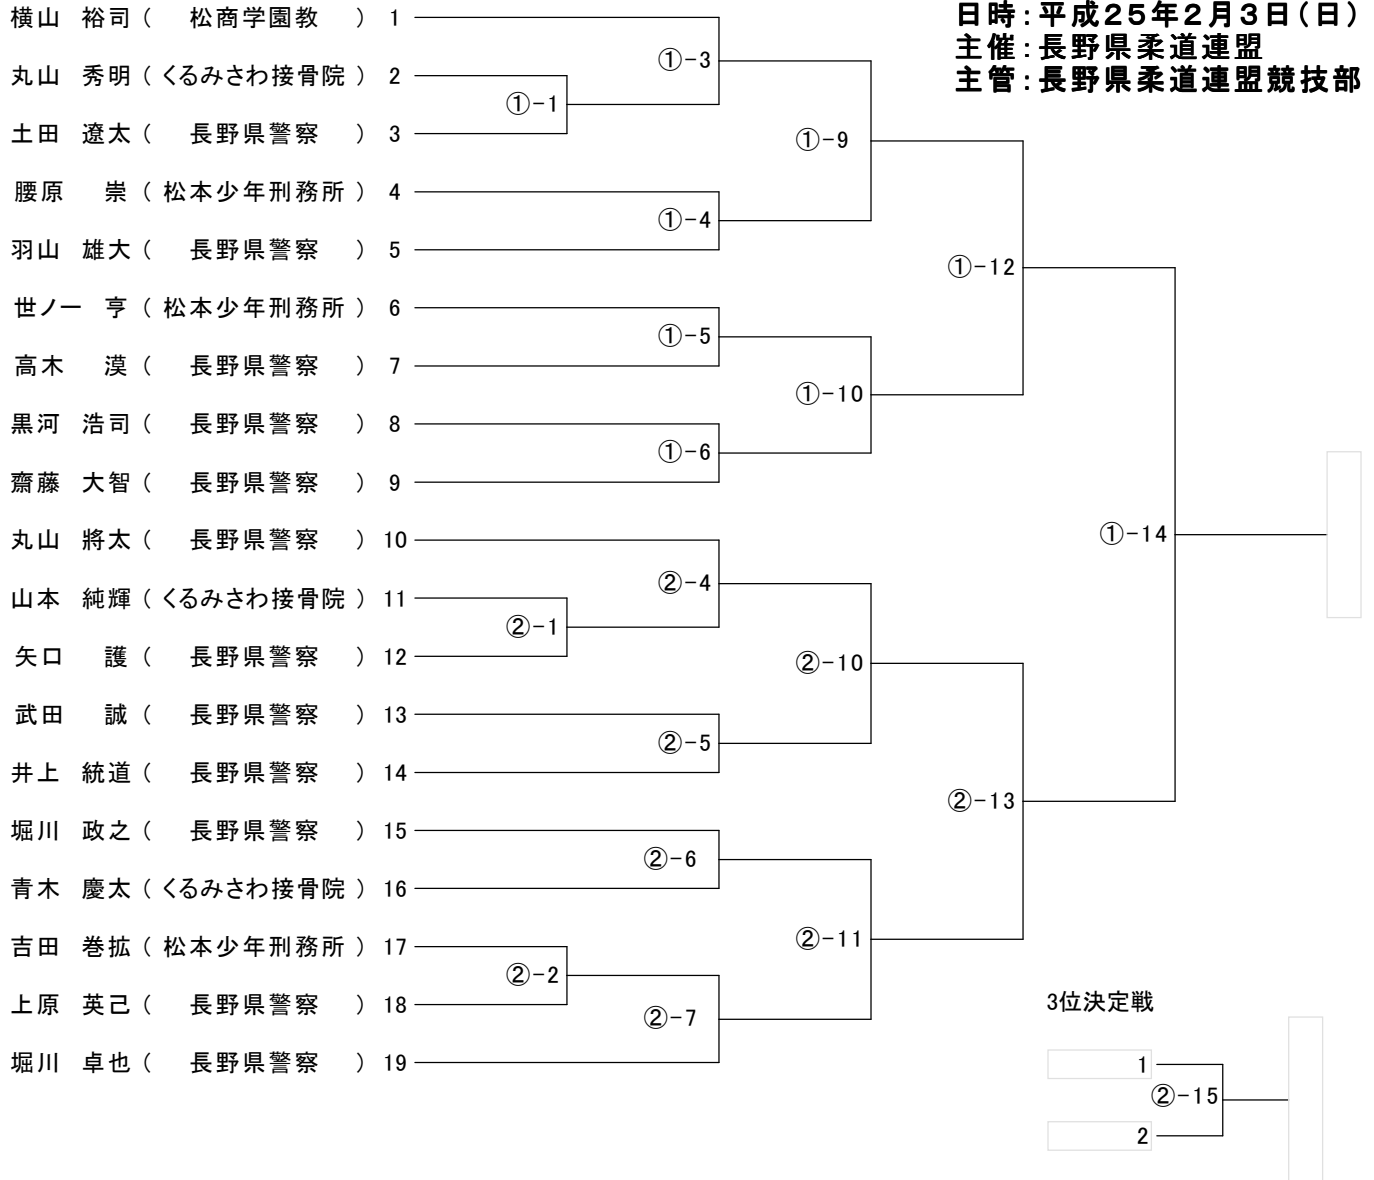 日時：平成２５年２月３日（日）
主催：長野県柔道連盟
主管：長野県柔道連盟競技部
横山 裕司（ 松商学園教 ） 1
丸山 秀明（ くるみさわ接骨院 ） 2
土田 遼太（ 長野県警察 ） 3
腰原 崇（ 松本少年刑務所 ） 4
羽山 雄大（ 長野県警察 ） 5
世ノ一 亨（ 松本少年刑務所 ） 6
高木 漠（ 長野県警察 ） 7
黒河 浩司（ 長野県警察 ） 8
齋藤 大智（ 長野県警察 ） 9
丸山 將太（ 長野県警察 ） 10
山本 純輝（ くるみさわ接骨院 ） 11
矢口 護（ 長野県警察 ） 12
武田 誠（ 長野県警察 ） 13
井上 統道（ 長野県警察 ） 14
堀川 政之（ 長野県警察 ） 15
青木 慶太（ くるみさわ接骨院 ） 16
吉田 巻拡（ 松本少年刑務所 ） 17
上原 英己（ 長野県警察 ） 18
堀川 卓也（ 長野県警察 ） 19
①-1
②-1
②-2
①-3
①-4
①-5
①-6
②-4
②-5
②-6
②-7
①-9
①-10
②-10
②-11
①-12
②-13
①-14
3位決定戦
1
②-15
2